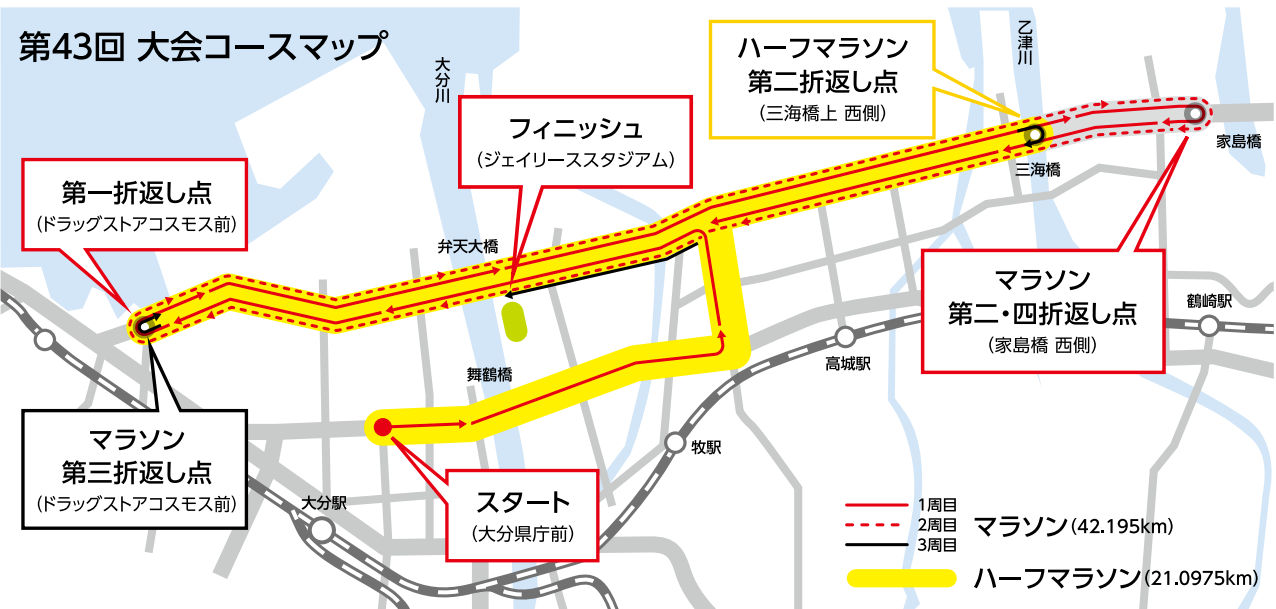 第43回 大会コースマップ
大分川
乙津川
ハーフマラソン
第二折返し点
(三海橋上 西側)
フィニッシュ
(ジェイリーススタジアム)
家島橋
三海橋
第一折返し点
(ドラッグストアコスモス前)
弁天大橋
マラソン
第二・四折返し点
(家島橋 西側)
鶴崎駅
高城駅
舞鶴橋
マラソン
第三折返し点
(ドラッグストアコスモス前)
牧駅
大分駅
スタート
(大分県庁前)
1周目
2周目
3周目
マラソン(42.195km)
ハーフマラソン(21.0975km)